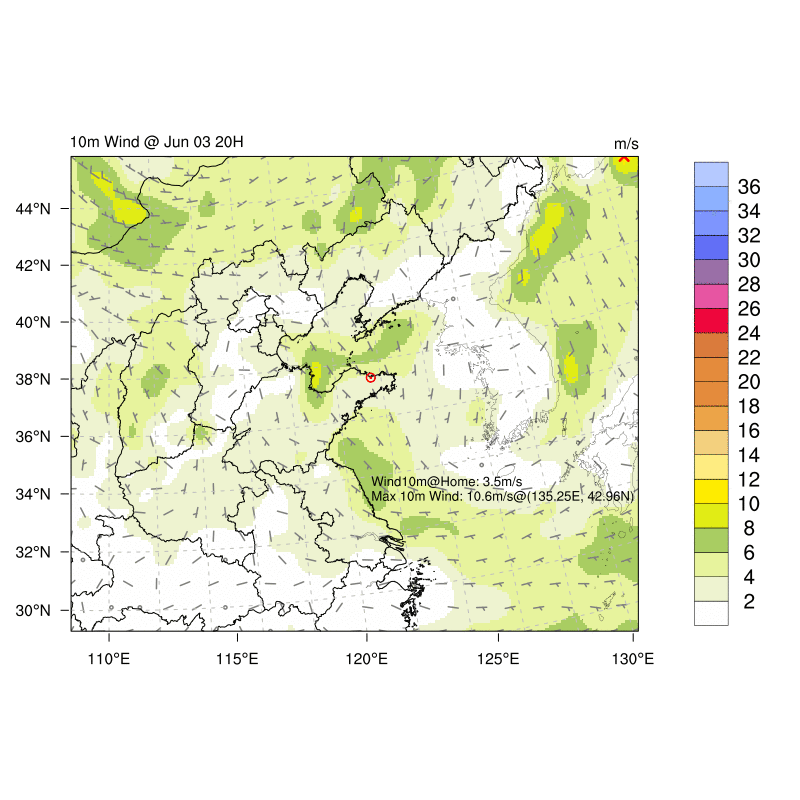 10m Wind @ Jun 03 20H
m/s
44°N
42°N
40°N
38°N
36°N
34°N
32°N
30°N
110°E
115°E
120°E
125°E
130°E
Wind10m@Home: 3.5m/s
Max 10m Wind: 10.6m/s@(135.25E, 42.96N)
36
34
32
30
28
26
24
22
20
18
16
14
12
10
8
6
4
2